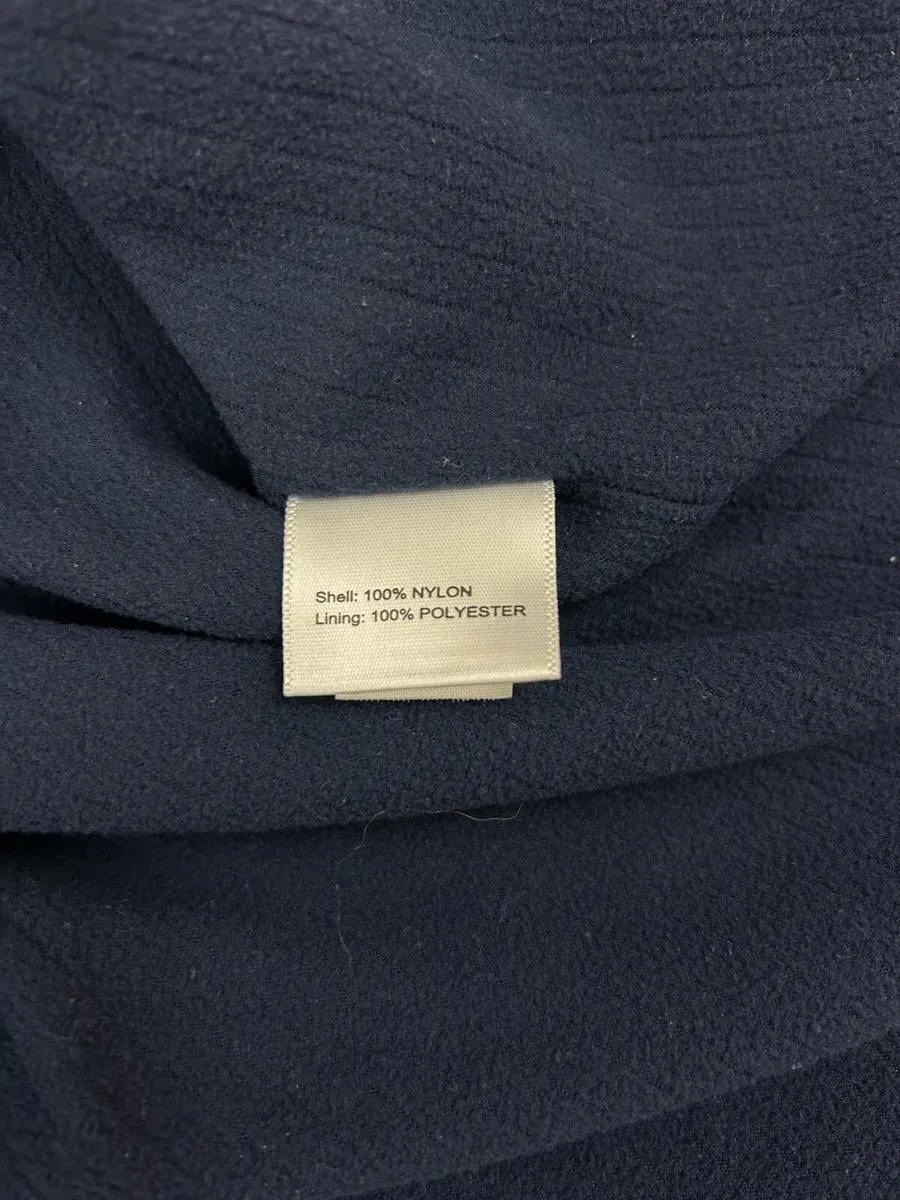 Shell: 100% NYLON
Lining: 100% POLYESTER